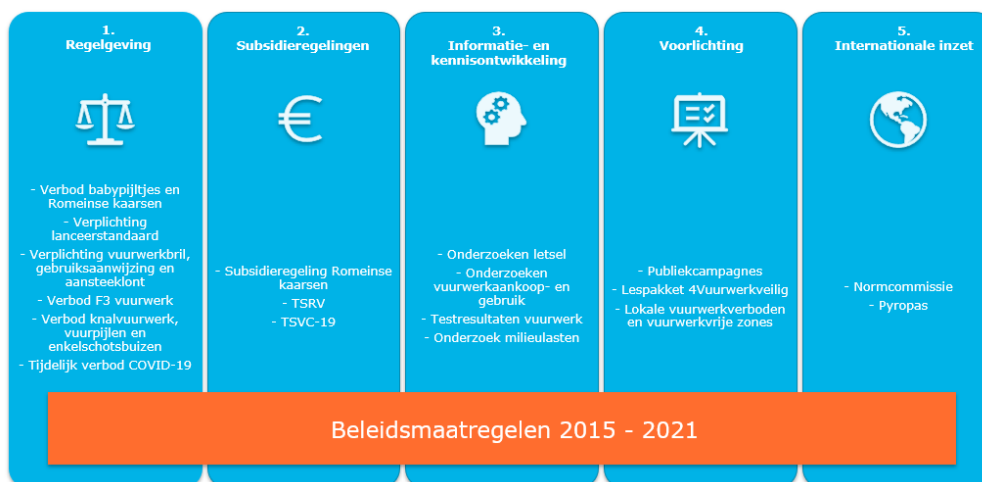 1.
Regelgeving
- Verbod babypijltjes en
Romeinse kaarsen
- Verplichting
lanceerstandaard
- Verplichting vuurwerkbril,
gebruiksaanwijzing en
aansteeklont
- Verbod F3 vuurwerk
- Verbod knalvuurwerk,
vuurpijlen en
enkelschotsbuizen
- Tijdelijk verbod COVID-19
2.
Subsidieregelingen
- Subsidieregeling Romeinse
kaarsen
- TSRV
- TSVC-19
3.
Informatie- en
kennisontwikkeling
- Onderzoeken letsel
- Onderzoeken
vuurwerkaankoop- en
gebruik
- Testresultaten vuurwerk
- Onderzoek milieulasten
4.
Voorlichting
- Publiekcampagnes
- Lespakket 4Vuurwerkveilig
- Lokale vuurwerkverboden
en vuurwerkvrije zones
5.
Internationale inzet
- Normcommissie
- Pyropas
Beleidsmaatregelen 2015 - 2021